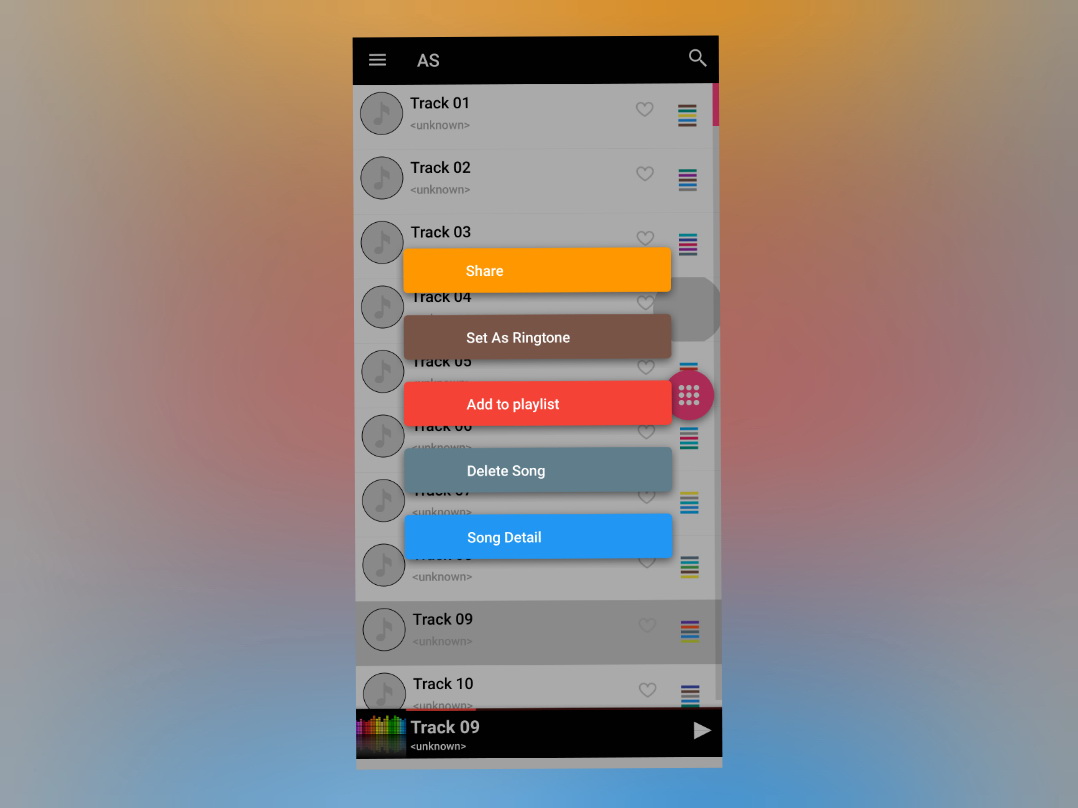 AS
Track 01
<unknown>
Track 02
<unknown>
Track 03
Share
Track 04
Set As Ringtone
Track 05
Add to playlist
Track 06
<unknown>
Delete Song
Track 07
<unknown>
Song Detail
<unknown>
Track 09
<unknown>
Track 10
<unknown>
Track 09
<unknown>